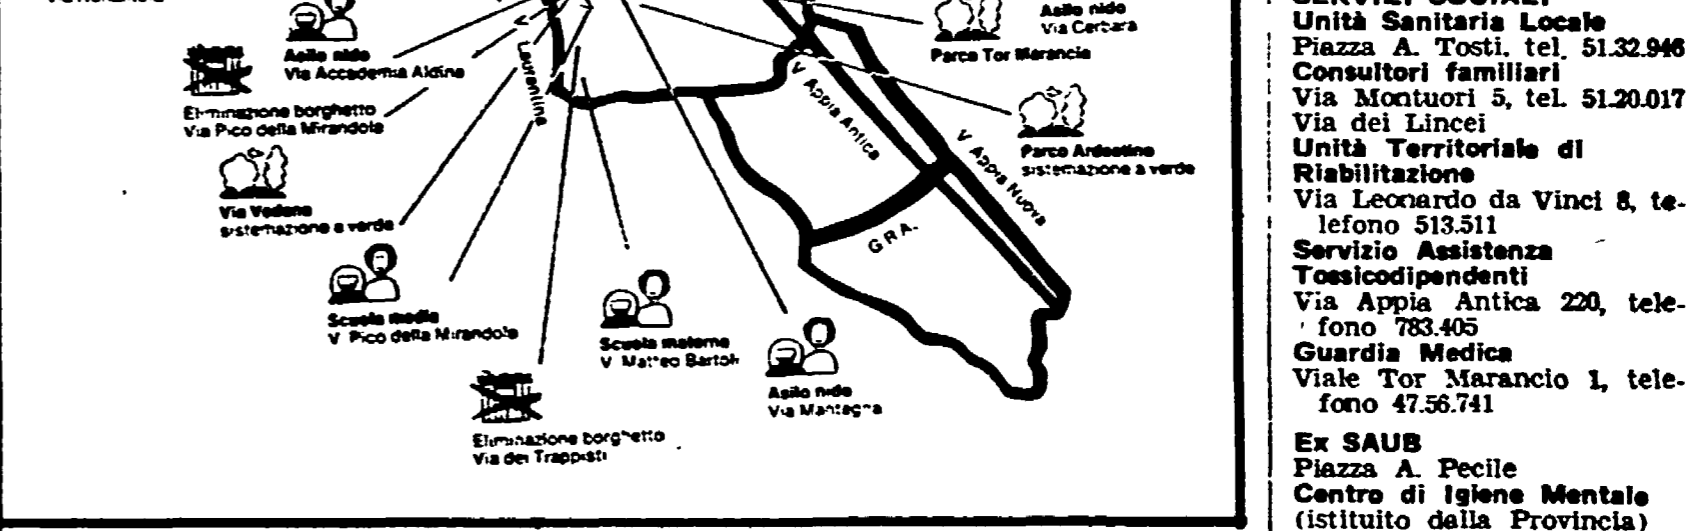 Asilo nido
Via Accademia Aldina
Eliminazione borghetto
Via Pico della Mirandola
Via Vedana
sistemazione a verde
Scuola media
V. Pico della Mirandola
Eliminazione borghetto
Via dei Trappisti
Scuola materna
V. Matteo Bartoli
Asilo nido
Via Mantegna
Laurentina
Asilo nido
Via Cerbara
Parco Tor Marancia
V. Appia Antica
V. Appia Nuova
G.R.A.
Parco Ardeatino
sistemazione a verde
SERVIZI SOCIALI
Unità Sanitaria Locale
Piazza A. Tosti, tel. 51.32.946
Consultori familiari
Via Montuori 5, tel. 51.20.017
Via dei Lincei
Unità Territoriale di
Riabilitazione
Via Leonardo da Vinci 8, te-
lefono 513.511
Servizio Assistenza
Tossicodipendenti
Via Appia Antica 220, tele-
fono 783.405
Guardia Medica
Viale Tor Marancio 1, tele-
fono 47.56.741
Ex SAUB
Piazza A. Pecile
Centro di Igiene Mentale
(istituito dalla Provincia)